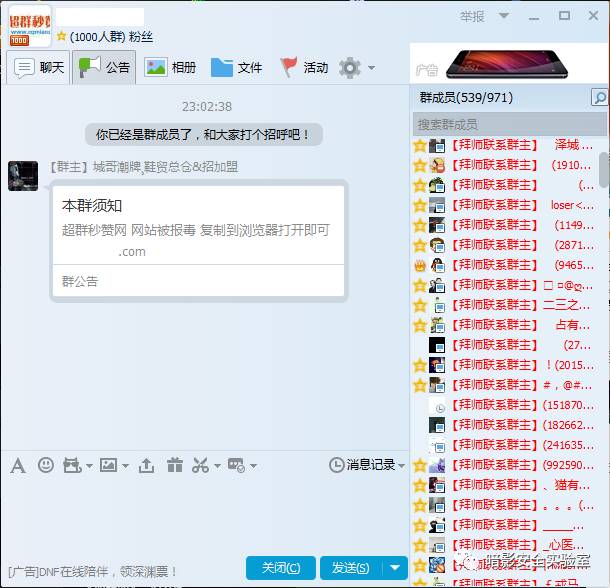 超群秒赞
1000
(1000人群) 粉丝
举报
聊天
公告
相册
文件
活动
广告
群成员(539/971)
搜索群成员
23:02:38
你已经是群成员了，和大家打个招呼吧！
【群主】城哥潮牌,鞋贸总仓&招加盟
本群须知
超群秒赞网 网站被报毒 复制到浏览器打开即可
.com
群公告
【拜师联系群主】 泽城...
【拜师联系群主】 (1910...
【拜师联系群主】 (...
【拜师联系群主】 loser<...
【拜师联系群主】 (1149...
【拜师联系群主】 (2871...
【拜师联系群主】 (9465...
【拜师联系群主】
【拜师联系群主】二三之...
【拜师联系群主】 占有...
【拜师联系群主】 (27...
【拜师联系群主】！(2015...
【拜师联系群主】#，@#...
【拜师联系群主】(151870...
【拜师联系群主】(182662...
【拜师联系群主】(241635...
【拜师联系群主】(992590...
【拜师联系群主】、猫有...
【拜师联系群主】。。。(...
【拜师联系群主】_____...
【拜师联系群主】_心医...
消息记录
[广告]DNF在线陪伴，领深渊票！
关闭(C)
发送(S)
暗影安全实验室